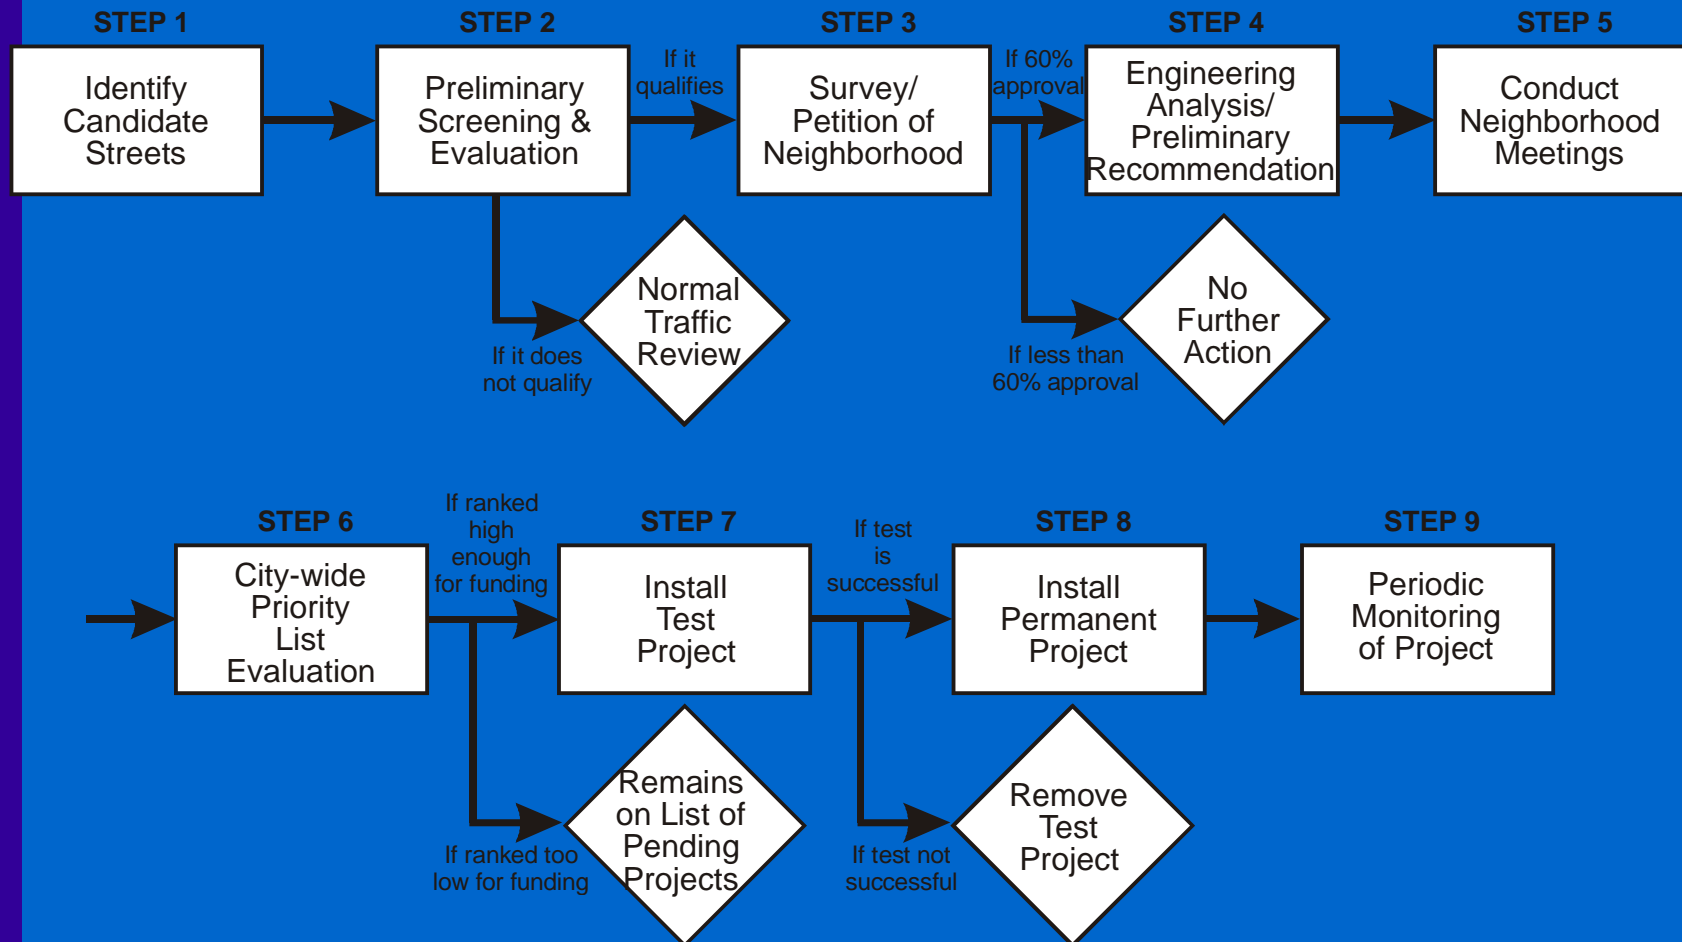 STEP 1
Identify
Candidate
Streets
STEP 2
Preliminary
Screening &
Evaluation
If it
qualifies
STEP 3
Survey/
Petition of
Neighborhood
If 60%
approval
STEP 4
Engineering
Analysis/
Preliminary
Recommendation
STEP 5
Conduct
Neighborhood
Meetings
If it does
not qualify
Normal
Traffic
Review
If less than
60% approval
No
Further
Action
STEP 6
City-wide
Priority
List
Evaluation
If ranked
high
enough
for funding
STEP 7
Install
Test
Project
If test
is
successful
STEP 8
Install
Permanent
Project
STEP 9
Periodic
Monitoring
of Project
If ranked too
low for funding
Remains
on List of
Pending
Projects
If test not
successful
Remove
Test
Project